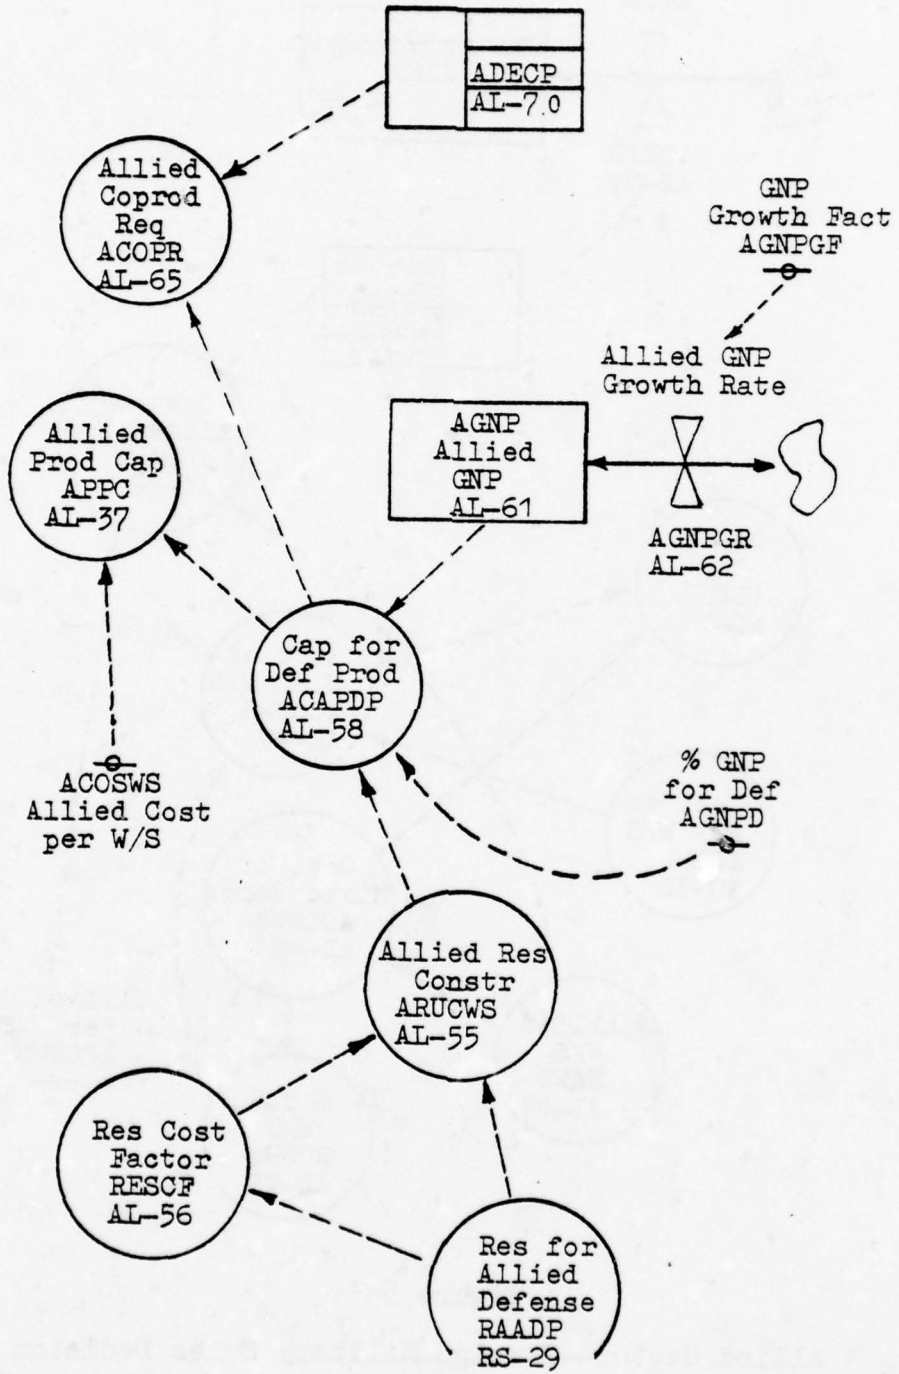 ADECP
AL-7.0
Allied
Coprod
Req
ACOPR
AL-65
GNP
Growth Fact
AGNPGF
Allied GNP
Growth Rate
Allied
Prod Cap
APPC
AL-37
AGNP
Allied
GNP
AL-61
AGNPGR
AL-62
Cap for
Def Prod
ACAPDP
AL-58
ACOSWS
Allied Cost
per W/S
% GNP
for Def
AGNPD
Allied Res
Constr
ARUCWS
AL-55
Res Cost
Factor
RESCF
AL-56
Res for
Allied
Defense
RAADP
RS-29